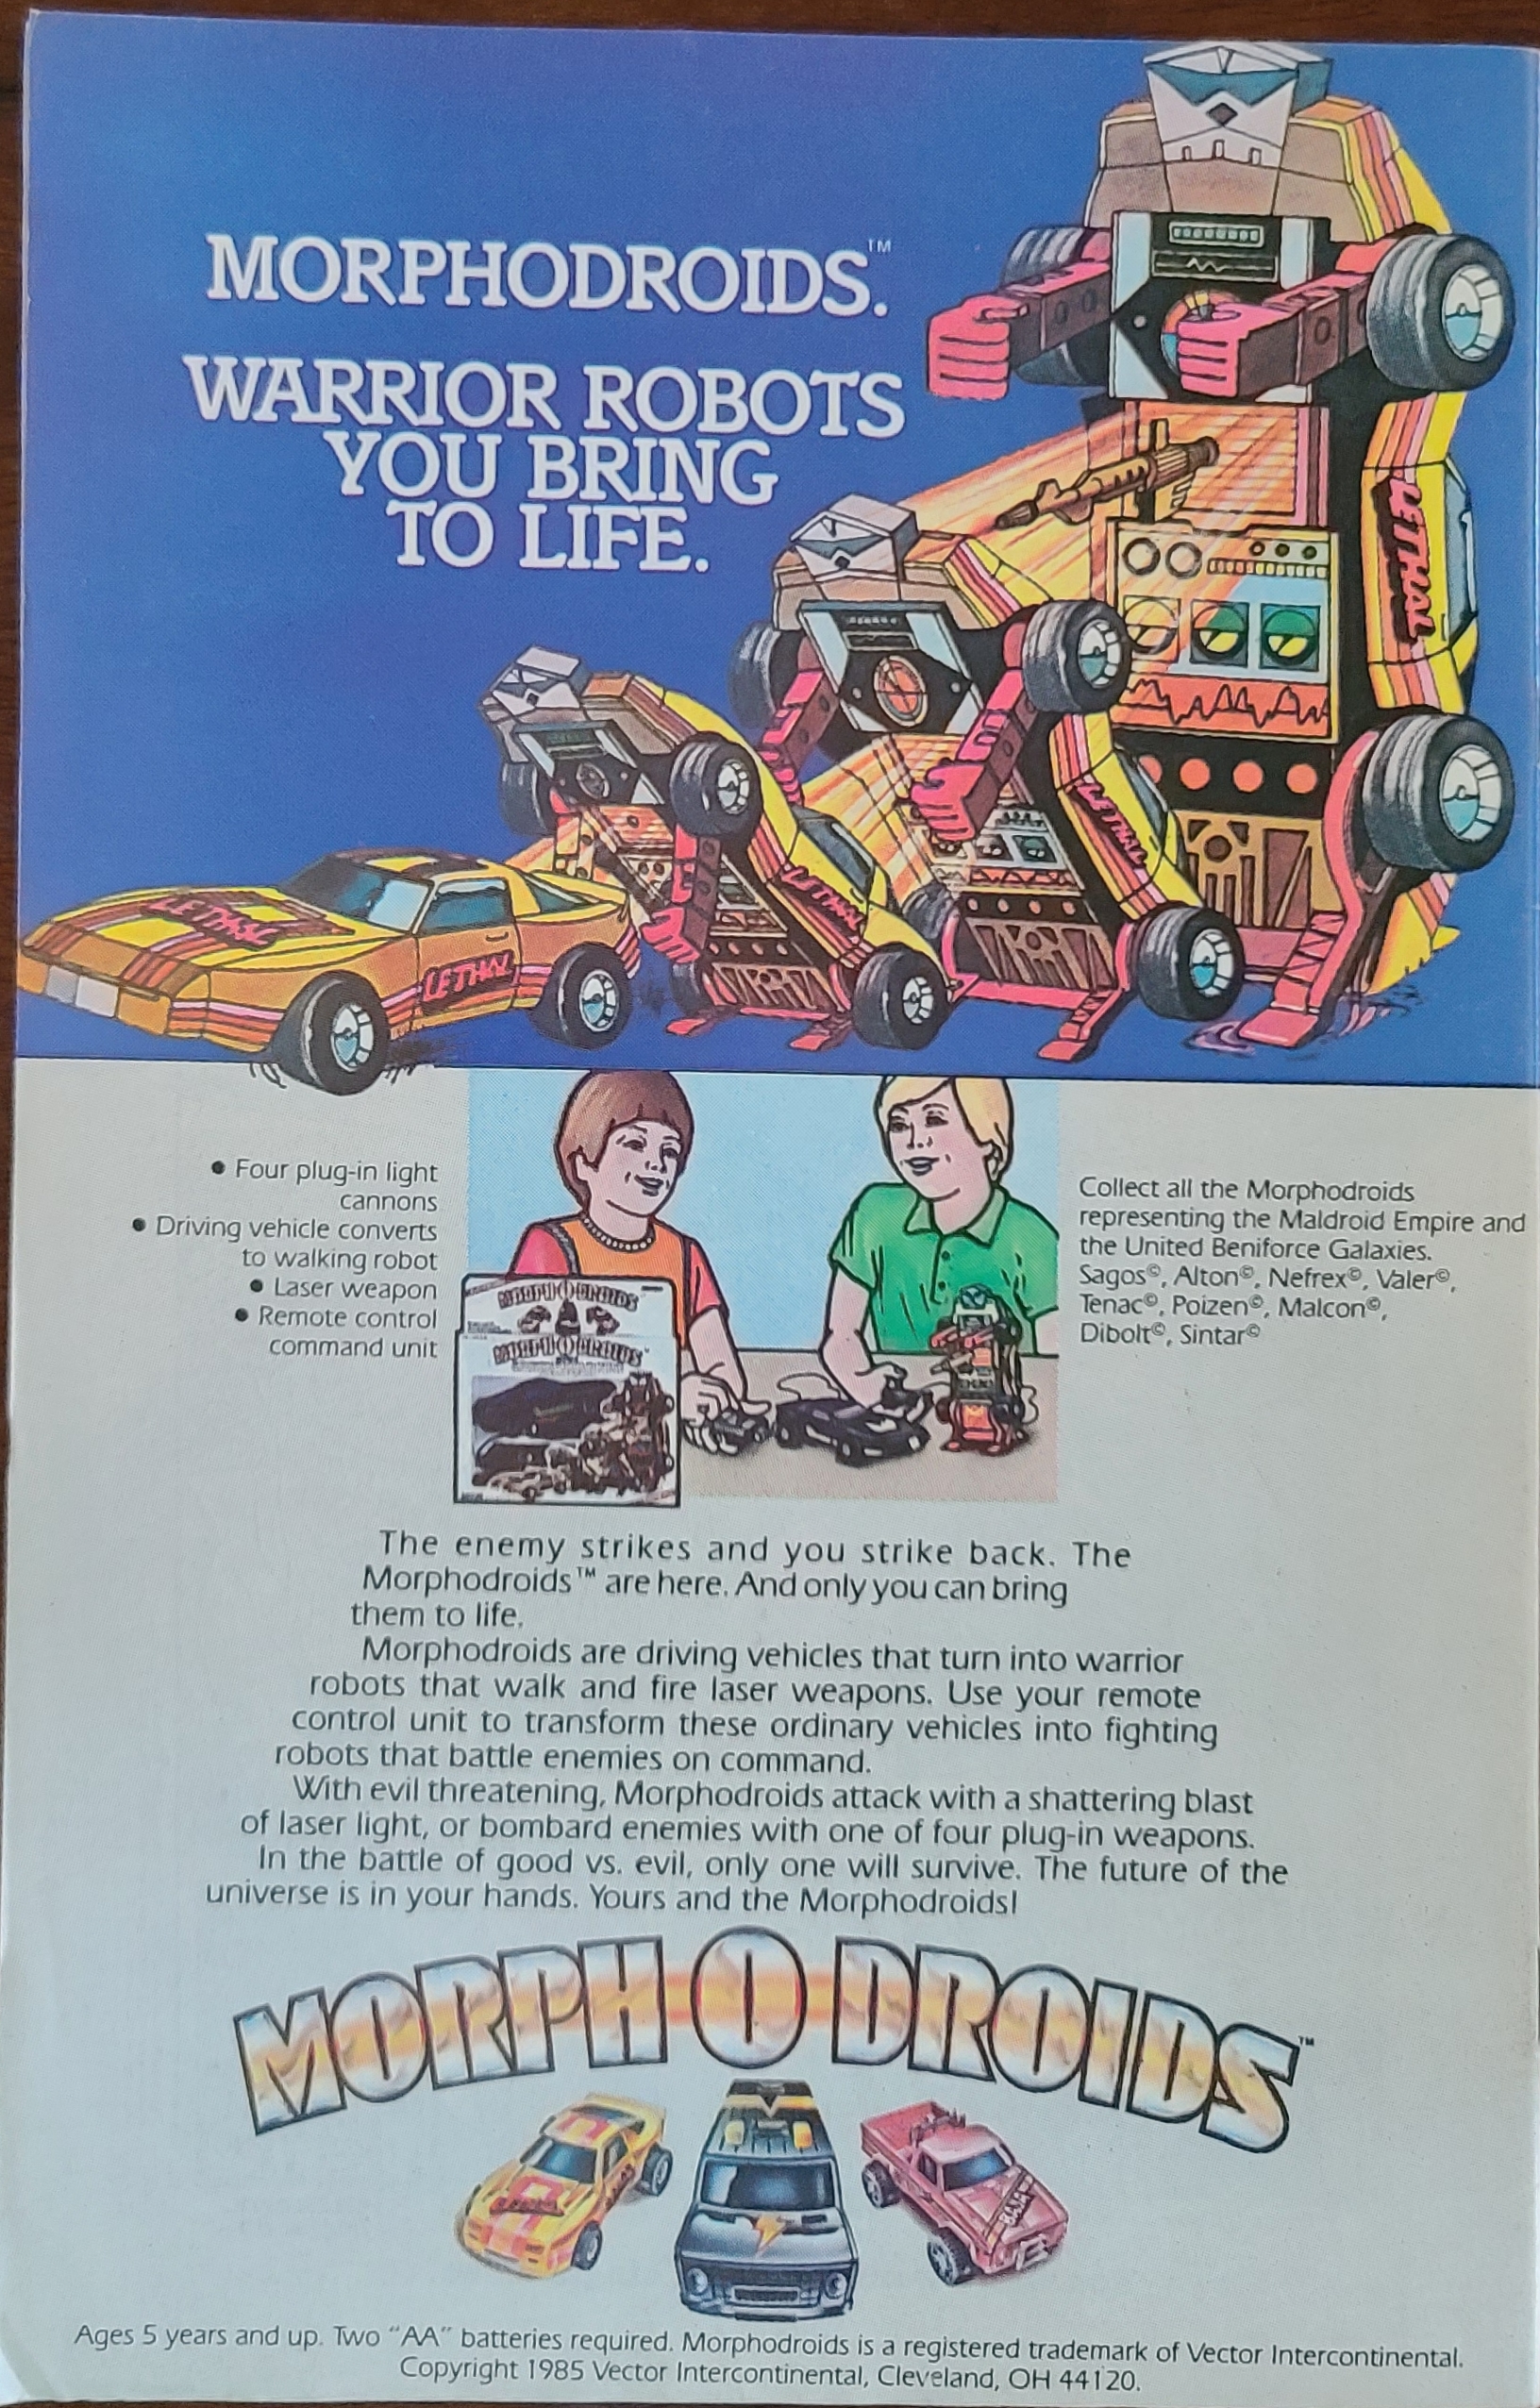 MORPHODROIDS.™
WARRIOR ROBOTS
YOU BRING
TO LIFE.
LETHAL
LETHAL
LETHAL
LETHAL
LETHAL
• Four plug-in light
cannons
• Driving vehicle converts
to walking robot
• Laser weapon
• Remote control
command unit
MORPH O DROIDS
MORPH O DROIDS
Collect all the Morphodroids
representing the Maldroid Empire and
the United Beniforce Galaxies.
Sagos©, Alton©, Nefrex©, Valer©,
Tenac©, Poizen©, Malcon©,
Dibolt©, Sintar©
The enemy strikes and you strike back. The
Morphodroids™ are here. And only you can bring
them to life.
Morphodroids are driving vehicles that turn into warrior
robots that walk and fire laser weapons. Use your remote
control unit to transform these ordinary vehicles into fighting
robots that battle enemies on command.
With evil threatening, Morphodroids attack with a shattering blast
of laser light, or bombard enemies with one of four plug-in weapons.
In the battle of good vs. evil, only one will survive. The future of the
universe is in your hands. Yours and the Morphodroids!
MORPH O DROIDS™
BAJA
Ages 5 years and up. Two “AA” batteries required. Morphodroids is a registered trademark of Vector Intercontinental.
Copyright 1985 Vector Intercontinental, Cleveland, OH 44120.